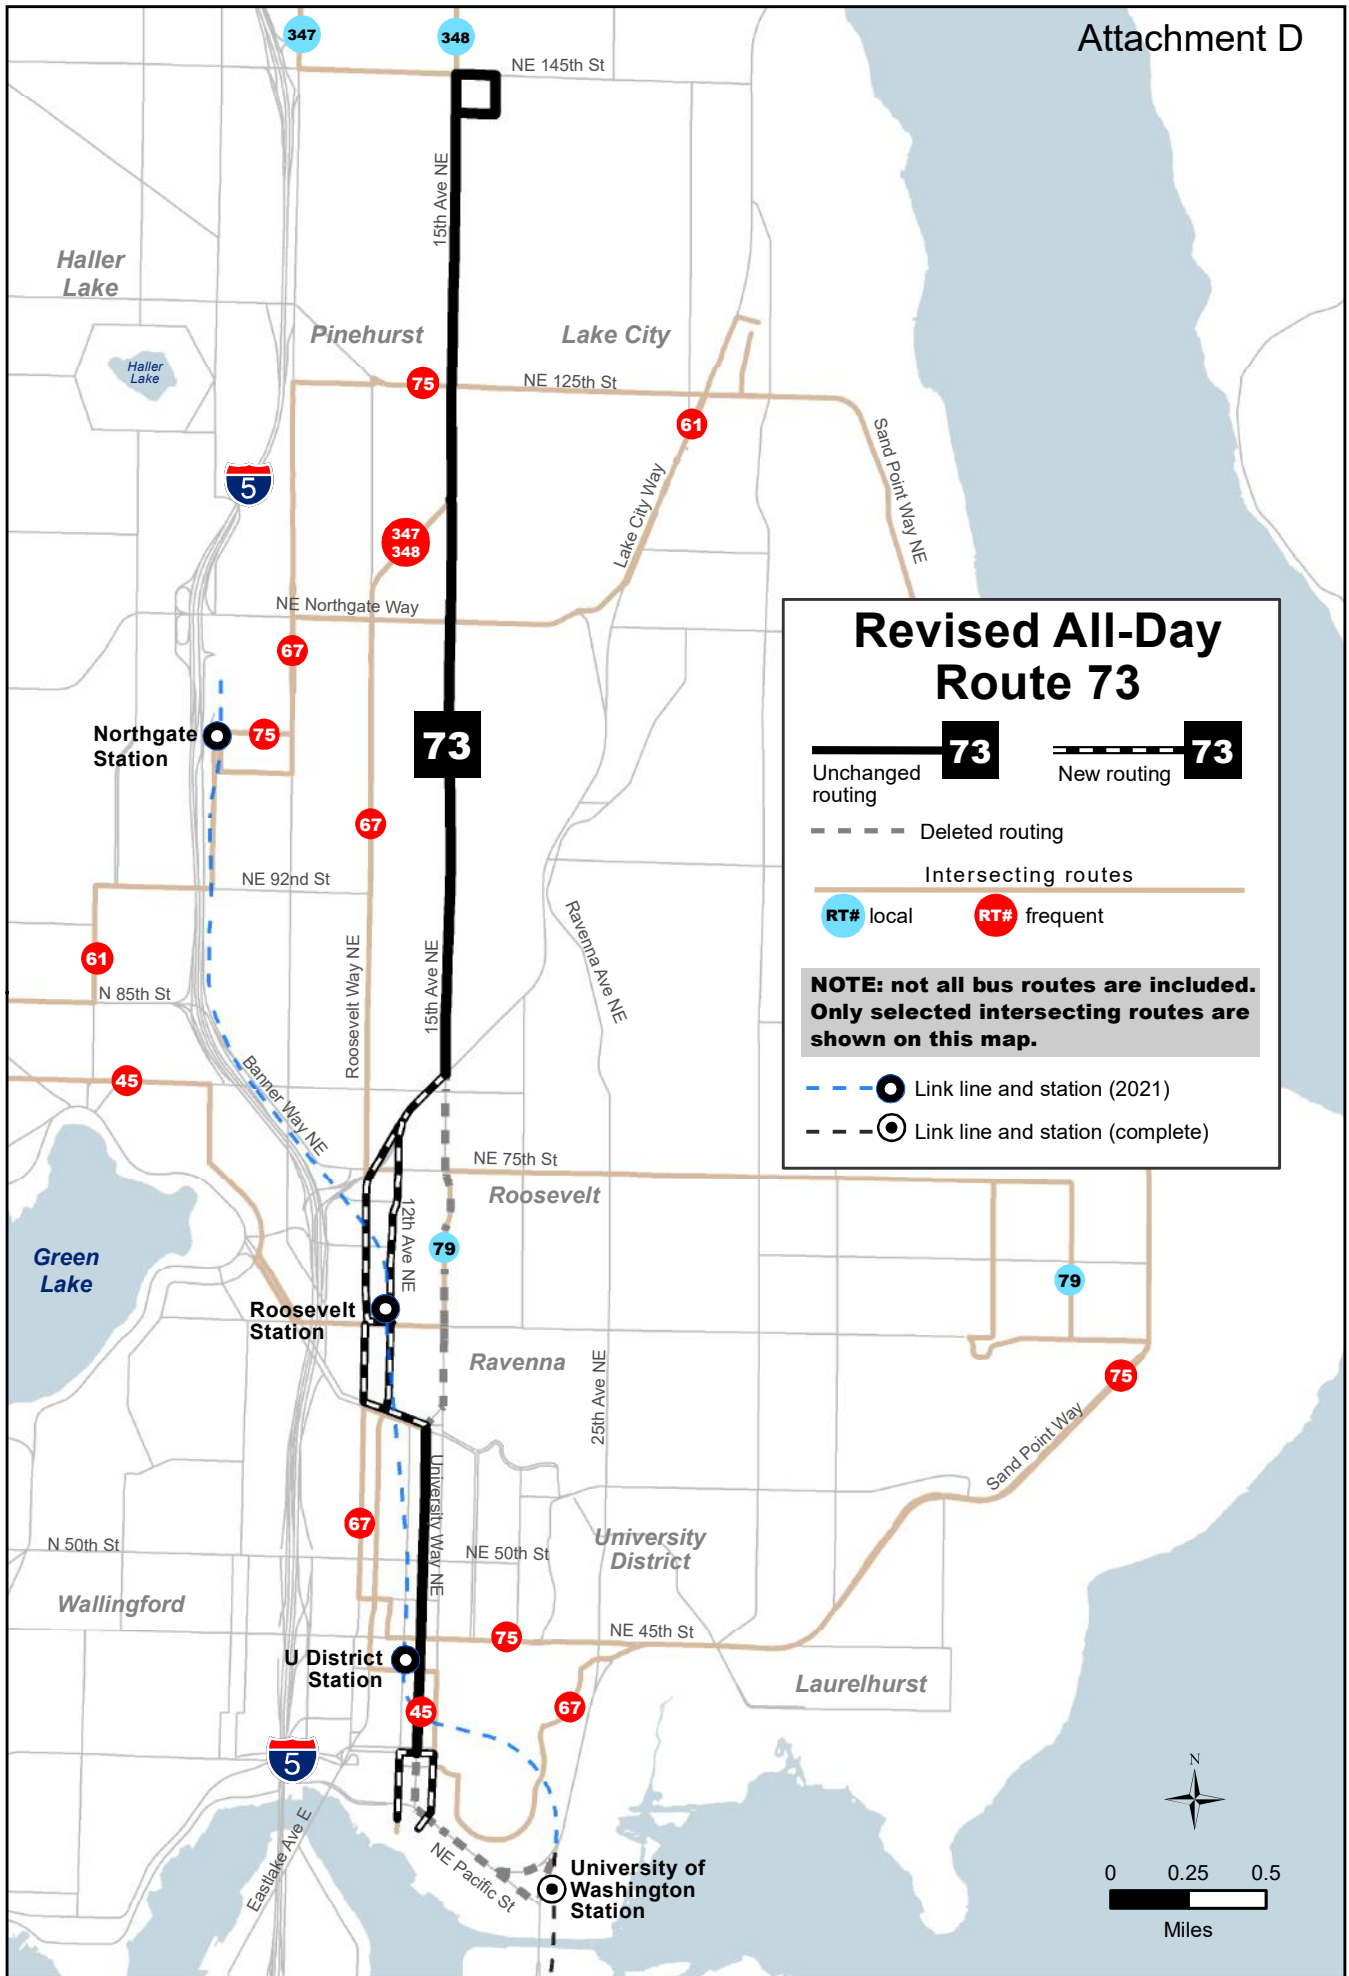 Attachment D
347
348
NE 145th St
15th Ave NE
Haller
Lake
Pinehurst
Lake City
Haller
Lake
75
NE 125th St
61
Sand Point Way NE
5
347
348
Lake City Way
NE Northgate Way
67
Northgate
Station
75
73
67
NE 92nd St
Ravenna Ave NE
61
N 85th St
Roosevelt Way NE
15th Ave NE
45
Banner Way NE
NE 75th St
Roosevelt
12th Ave NE
79
Green
Lake
79
Roosevelt
Station
Ravenna
25th Ave NE
75
Sand Point Way
University Way NE
67
N 50th St
NE 50th St
University
District
Wallingford
75
NE 45th St
U District
Station
Laurelhurst
45
67
5
Eastlake Ave E
NE Pacific St
University of
Washington
Station
Revised All-Day
Route 73
73
Unchanged
routing
73
New routing
Deleted routing
Intersecting routes
RT# local
RT# frequent
NOTE: not all bus routes are included.
Only selected intersecting routes are
shown on this map.
Link line and station (2021)
Link line and station (complete)
N
0 0.25 0.5
Miles